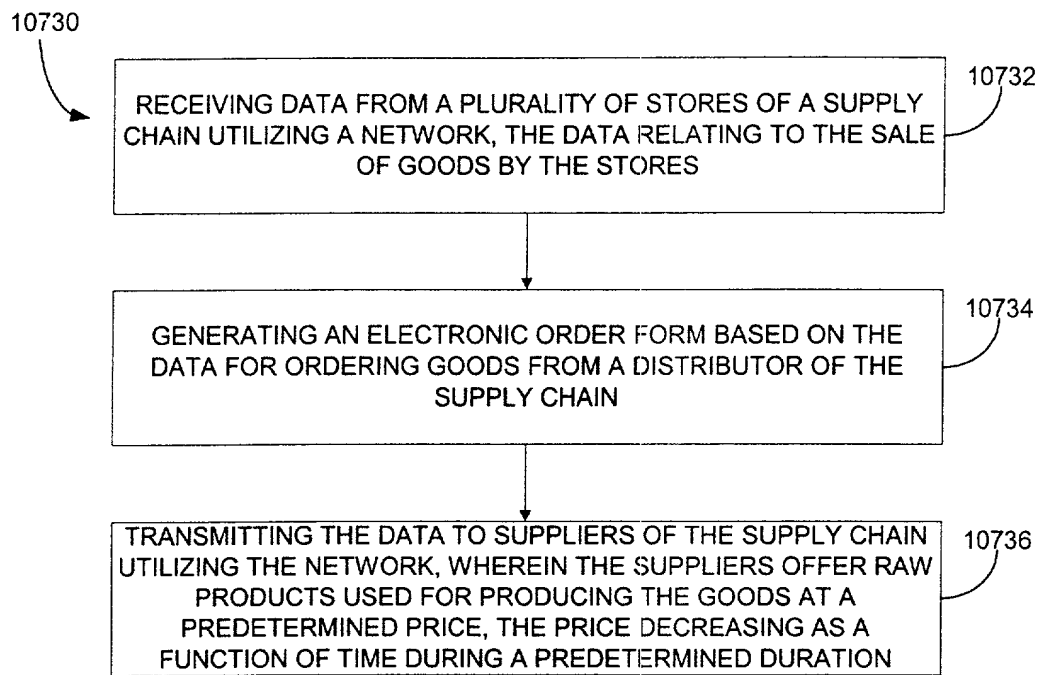 10730
RECEIVING DATA FROM A PLURALITY OF STORES OF A SUPPLY
CHAIN UTILIZING A NETWORK, THE DATA RELATING TO THE SALE
OF GOODS BY THE STORES
10732
GENERATING AN ELECTRONIC ORDER FORM BASED ON THE
DATA FOR ORDERING GOODS FROM A DISTRIBUTOR OF THE
SUPPLY CHAIN
10734
TRANSMITTING THE DATA TO SUPPLIERS OF THE SUPPLY CHAIN
UTILIZING THE NETWORK, WHEREIN THE SUPPLIERS OFFER RAW
PRODUCTS USED FOR PRODUCING THE GOODS AT A
PREDETERMINED PRICE, THE PRICE DECREASING AS A
FUNCTION OF TIME DURING A PREDETERMINED DURATION
10736